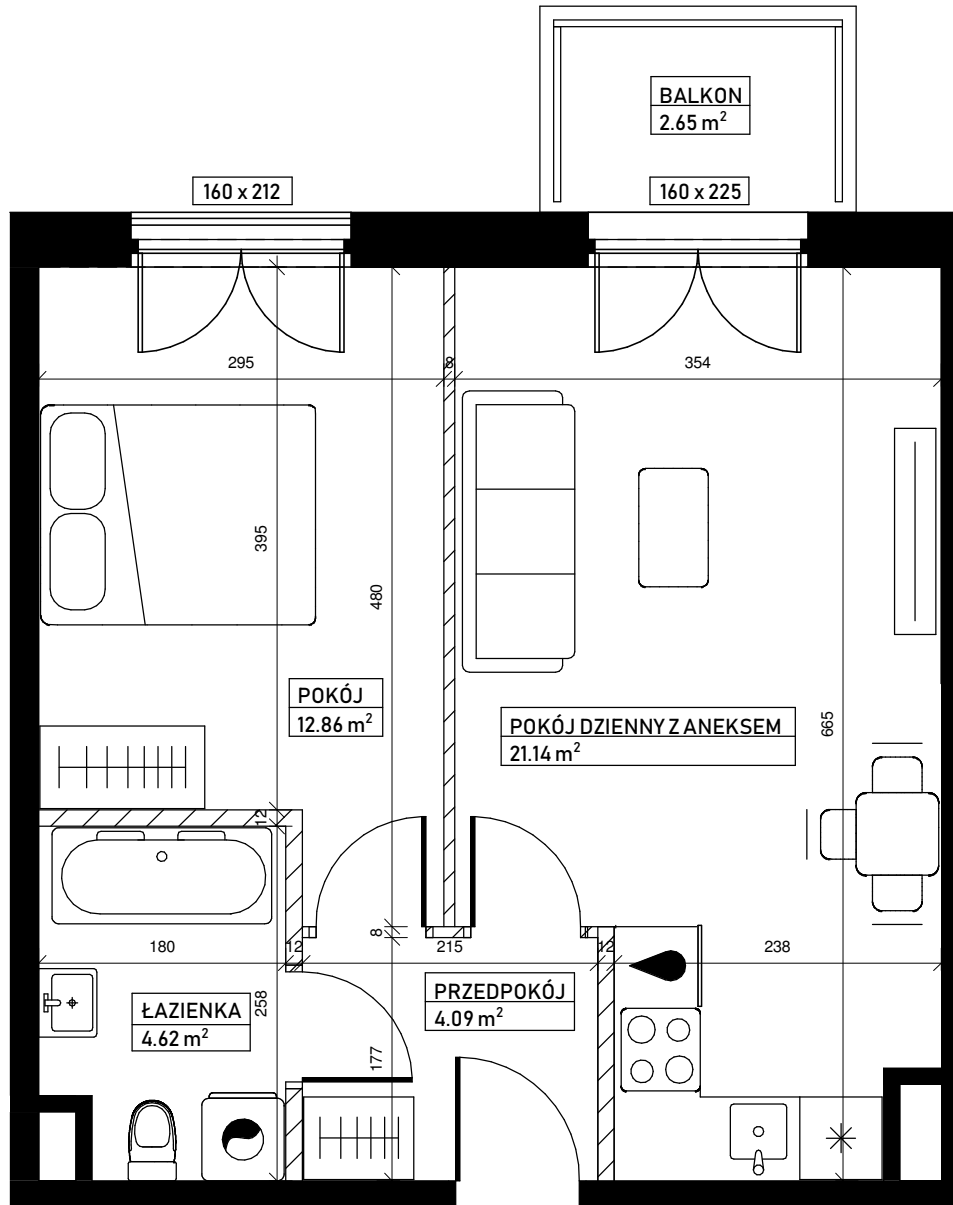 BALKON
2.65 m²
160 x 212
160 x 225
295
8
354
395
480
POKÓJ
12.86 m²
POKÓJ DZIENNY Z ANEKSEM
21.14 m²
665
12
8
180
12
215
12
238
ŁAZIENKA
4.62 m²
258
PRZEDPOKÓJ
4.09 m²
177